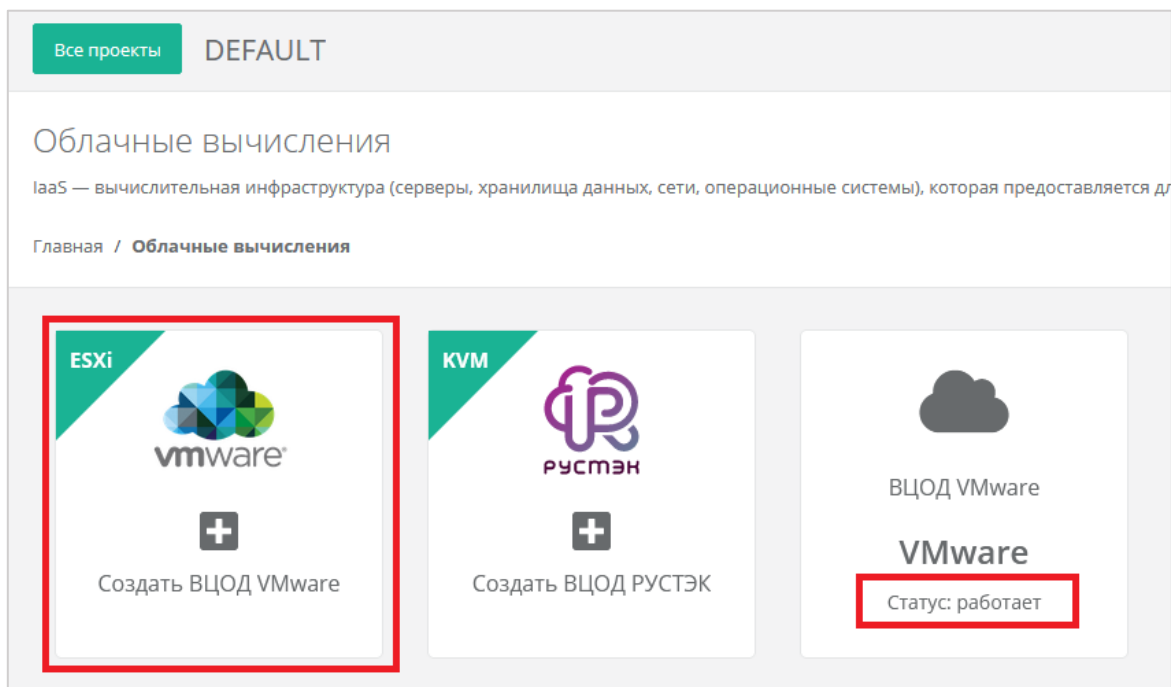 Все проекты DEFAULT
Облачные вычисления
IaaS — вычислительная инфраструктура (серверы, хранилища данных, сети, операционные системы), которая предоставляется
Главная / Облачные вычисления
ESXi
vmware
Создать ВЦОД VMware
KVM
РУСТЭК
Создать ВЦОД РУСТЭК
ВЦОД VMware
VMware
Статус: работает